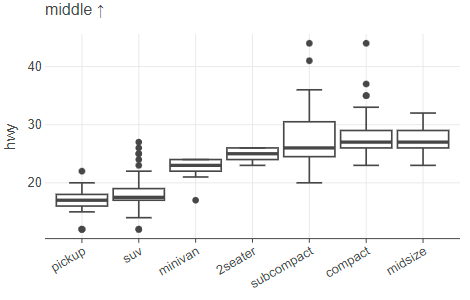 middle ↑
hwy
40
30
20
pickup
suv
minivan
2seater
subcompact
compact
midsize